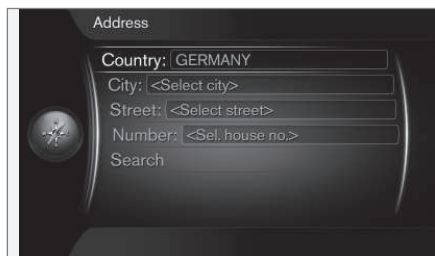 Address
Country: GERMANY
City: <Select city>
Street: <Select street>
Number: <Sel. house no.>
Search